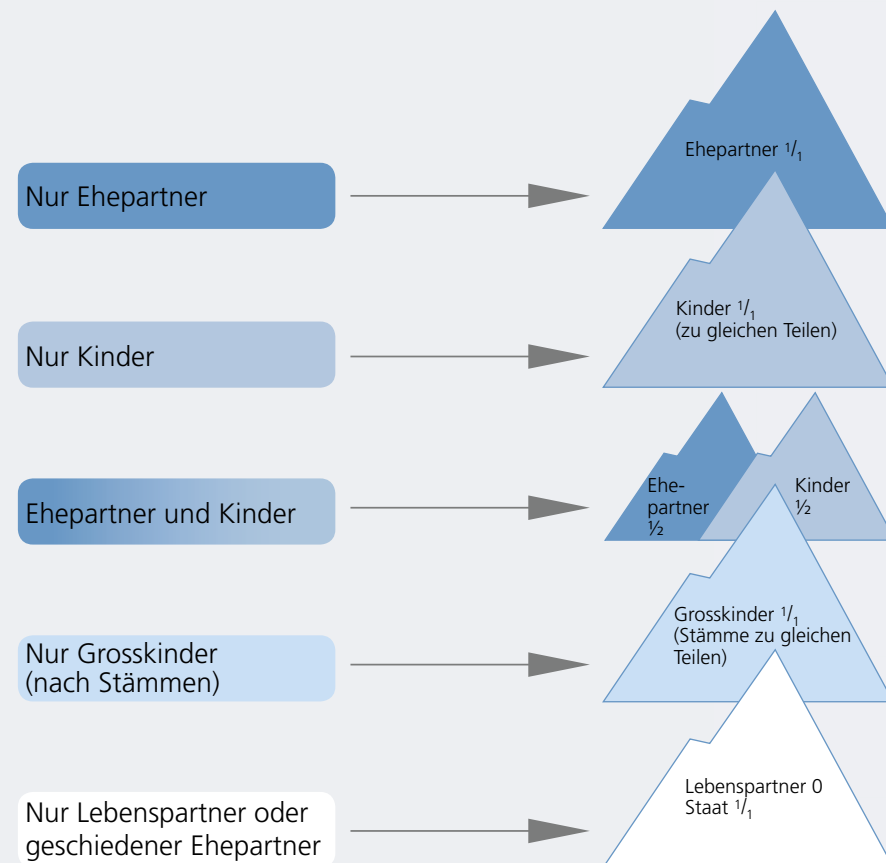 Ehepartner 1/1
Nur Ehepartner
Kinder 1/1
(zu gleichen Teilen)
Nur Kinder
Ehe-
partner
½
Kinder
½
Ehepartner und Kinder
Grosskinder 1/1
(Stämme zu gleichen
Teilen)
Nur Grosskinder
(nach Stämmen)
Lebenspartner 0
Staat 1/1
Nur Lebenspartner oder
geschiedener Ehepartner